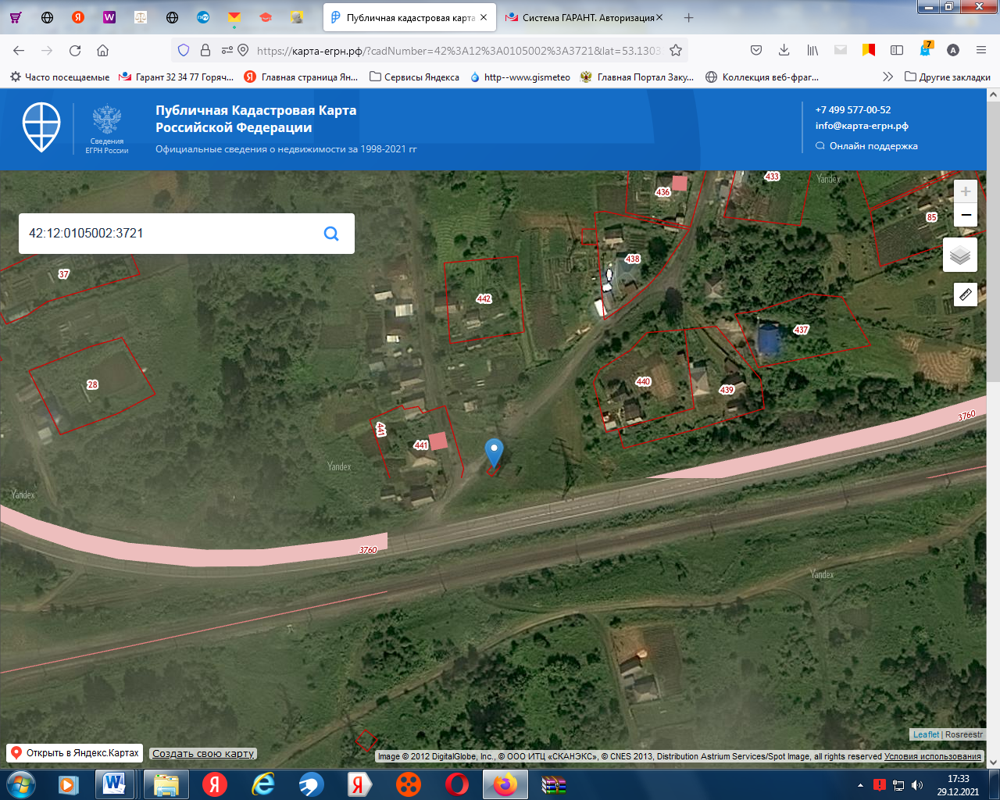 Публичная кадастровая карта
Система ГАРАНТ. Авторизация
https://карта-егрн.рф/?cadNumber=42%3A12%3A0105002%3A3721&lat=53.1303
7
A
Часто посещаемые
Гарант 32 34 77 Горяч...
Главная страница Ян...
Сервисы Яндекса
http--www.gismeteo
Главная Портал Заку...
Коллекция веб-фраг...
Другие закладки
Сведения
ЕГРН России
Публичная Кадастровая Карта
Российской Федерации
Официальные сведения о недвижимости за 1998-2021 гг
+7 499 577-00-52
info@карта-егрн.рф
Онлайн поддержка
42:12:0105002:3721
436
433
Yandex
85
+
−
37
438
442
437
28
440
439
441
441
3760
Yandex
Yandex
3760
Yandex
Leaflet | Rosreestr
Открыть в Яндекс.Картах
Создать свою карту
Image © 2012 DigitalGlobe, Inc., © ООО ИТЦ «СКАНЭКС», © CNES 2013, Distribution Astrium Services/Spot Image, all rights reserved Условия использования
17:33
29.12.2021